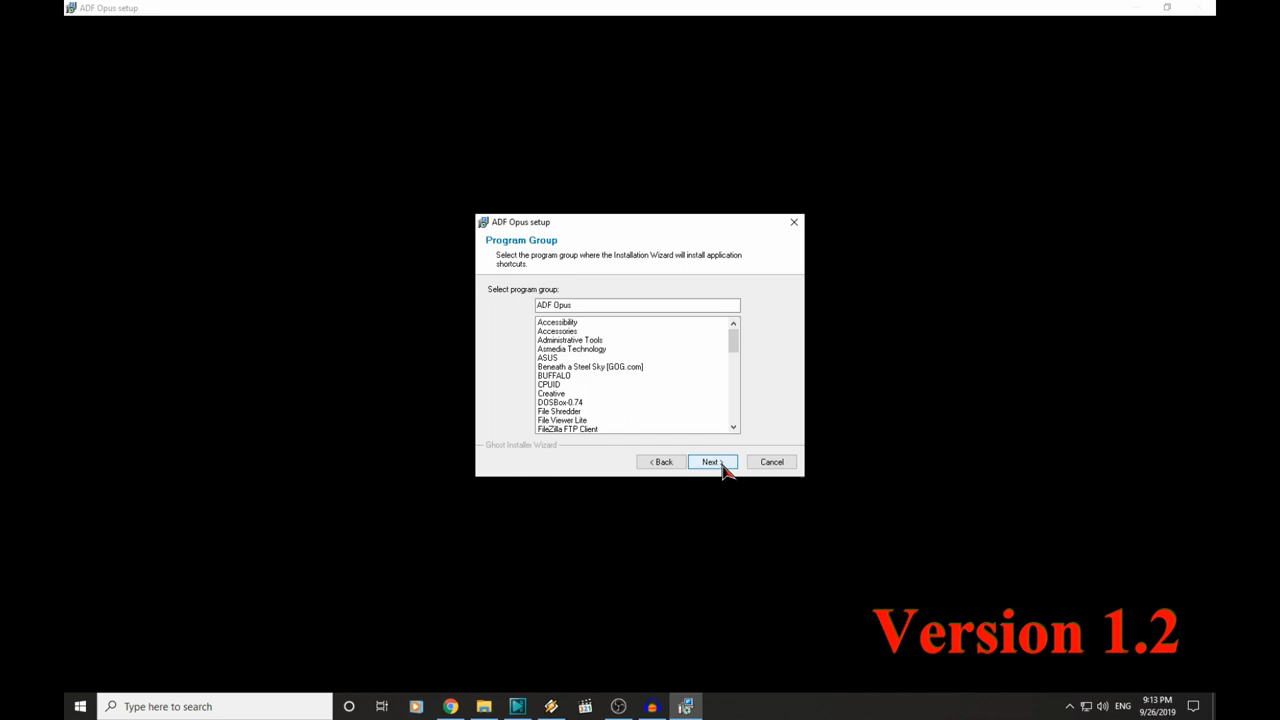 ADF Opus setup
ADF Opus setup
Program Group
Select the program group where the Installation Wizard will install application
shortcuts.
Select program group:
ADF Opus
Accessibility
Accessories
Administrative Tools
Asmedia Technology
ASUS
Beneath a Steel Sky [GOG.com]
BUFFALO
CPUID
Creative
DOSBox-0.74
File Shredder
File Viewer Lite
FileZilla FTP Client
Ghost Installer Wizard
< Back Next > Cancel
Version 1.2
Type here to search
ENG
9:13 PM
9/26/2019